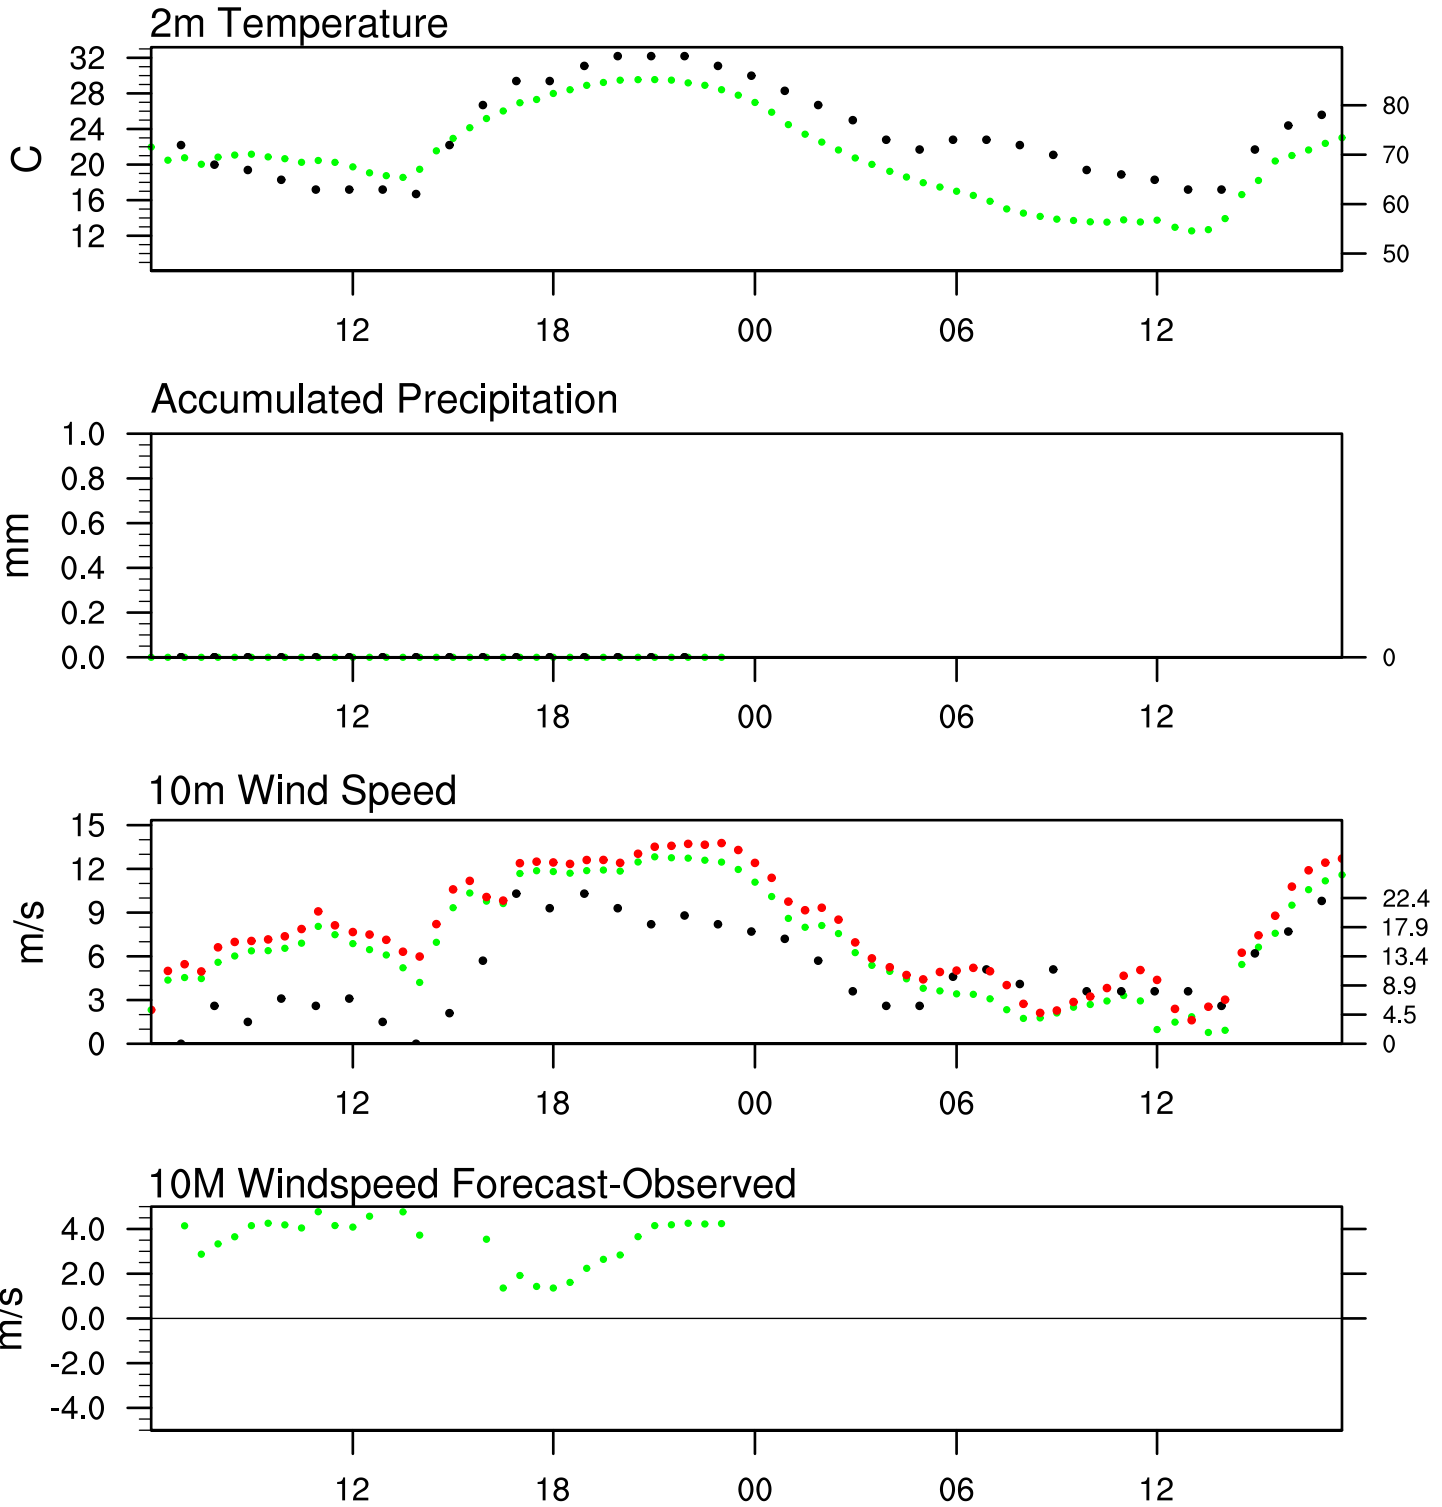 2m Temperature
32
28
24
20
16
12
C
80
70
60
50
12 18 00 06 12
Accumulated Precipitation
1.0
0.8
0.6
0.4
0.2
0.0
mm
0
12 18 00 06 12
10m Wind Speed
15
12
9
6
3
0
m/s
22.4
17.9
13.4
8.9
4.5
0
12 18 00 06 12
10M Windspeed Forecast-Observed
4.0
2.0
0.0
-2.0
-4.0
m/s
12 18 00 06 12